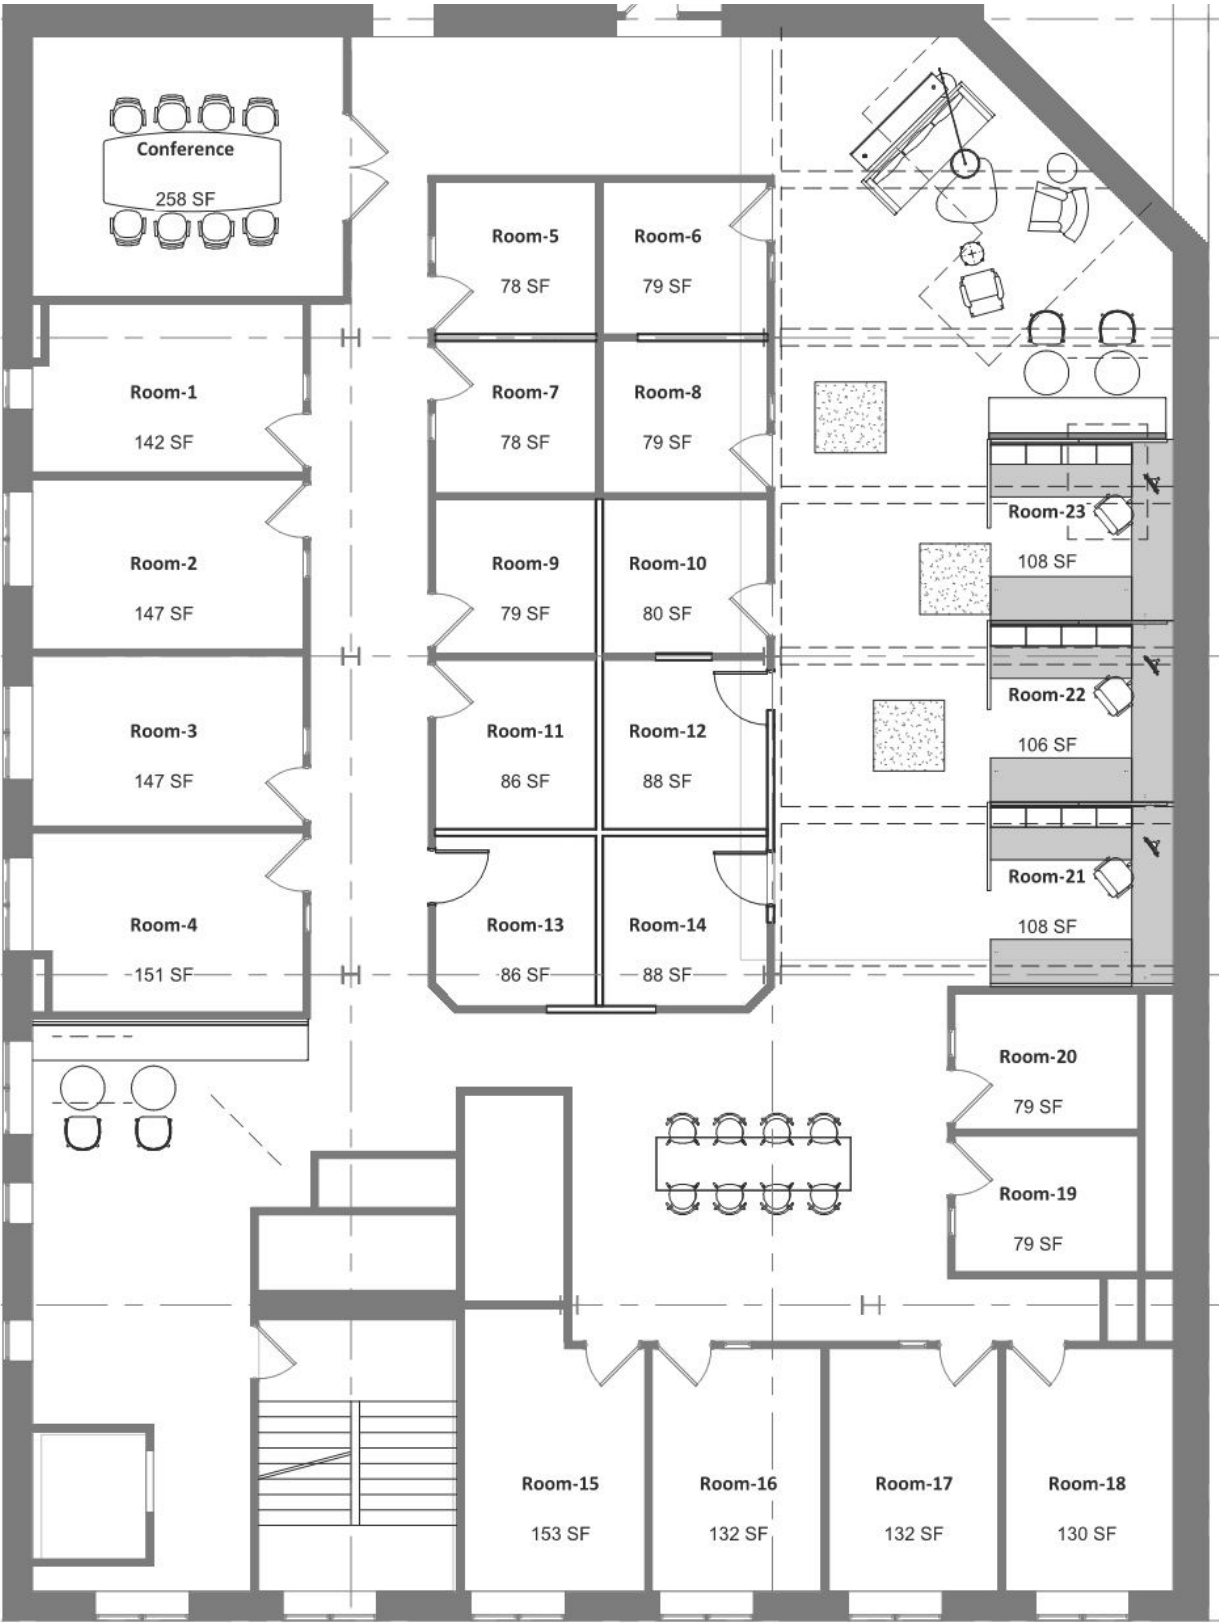 Conference
258 SF
Room-5
78 SF
Room-6
79 SF
Room-1
142 SF
Room-7
78 SF
Room-8
79 SF
Room-23
108 SF
Room-2
147 SF
Room-9
79 SF
Room-10
80 SF
Room-22
106 SF
Room-3
147 SF
Room-11
86 SF
Room-12
88 SF
Room-21
108 SF
Room-4
151 SF
Room-13
86 SF
Room-14
88 SF
Room-20
79 SF
Room-19
79 SF
Room-15
153 SF
Room-16
132 SF
Room-17
132 SF
Room-18
130 SF